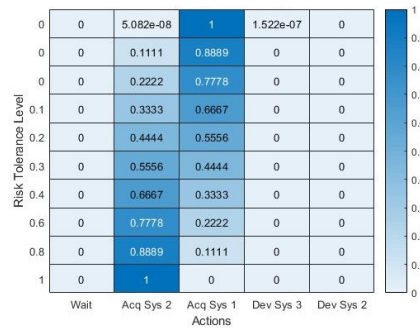 0 0 5.082e-08 1 1.522e-07 0
0 0 0.1111 0.8889 0 0
0 0 0.2222 0.7778 0 0
0.1 0 0.3333 0.6667 0 0
0.2 0 0.4444 0.5556 0 0
0.3 0 0.5556 0.4444 0 0
0.4 0 0.6667 0.3333 0 0
0.6 0 0.7778 0.2222 0 0
0.8 0 0.8889 0.1111 0 0
1 0 1 0 0 0
Wait Acq Sys 2 Acq Sys 1 Dev Sys 3 Dev Sys 2
Actions
Risk Tolerance Level
1